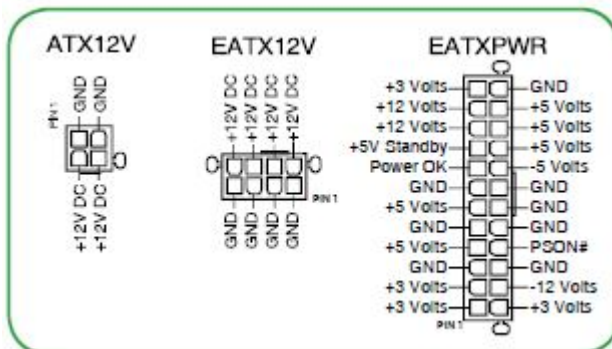 ATX12V EATX12V EATXPWR
PIN 1
GND
GND
+12V DC
+12V DC
+12V DC
+12V DC
+12V DC
+12V DC
GND
GND
GND
GND
PIN 1
+3 Volts GND
+12 Volts +5 Volts
+12 Volts +5 Volts
+5V Standby +5 Volts
Power OK -5 Volts
GND GND
+5 Volts GND
GND GND
+5 Volts PSON#
GND GND
+3 Volts -12 Volts
+3 Volts +3 Volts
PIN 1